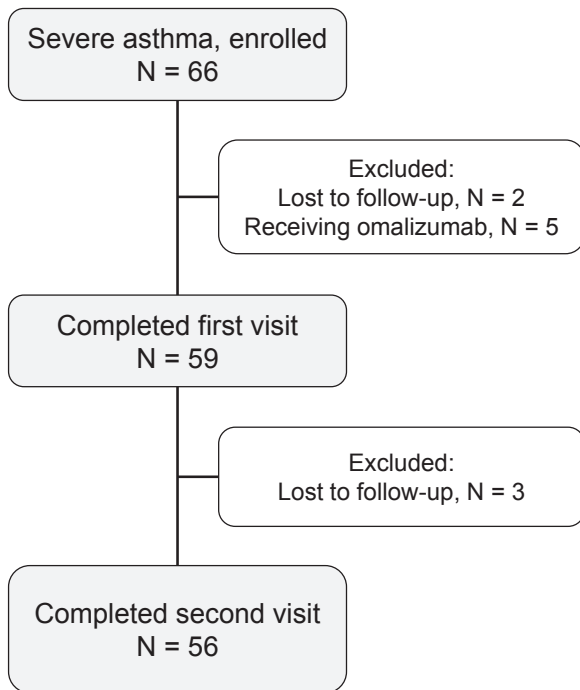 Severe asthma, enrolled
N = 66
Excluded:
Lost to follow-up, N = 2
Receiving omalizumab, N = 5
Completed first visit
N = 59
Excluded:
Lost to follow-up, N = 3
Completed second visit
N = 56